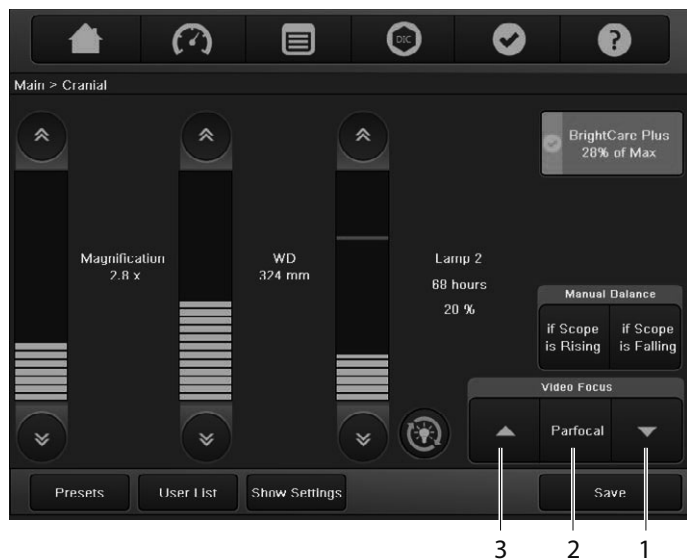 DIC
?
Main > Cranial
BrightCare Plus
28% of Max
Magnification
2.8 x
WD
324 mm
Lamp 2
68 hours
20 %
Manual Balance
if Scope
is Rising
if Scope
is Falling
Video Focus
Parfocal
Presets
User List
Show Settings
Save
3
2
1